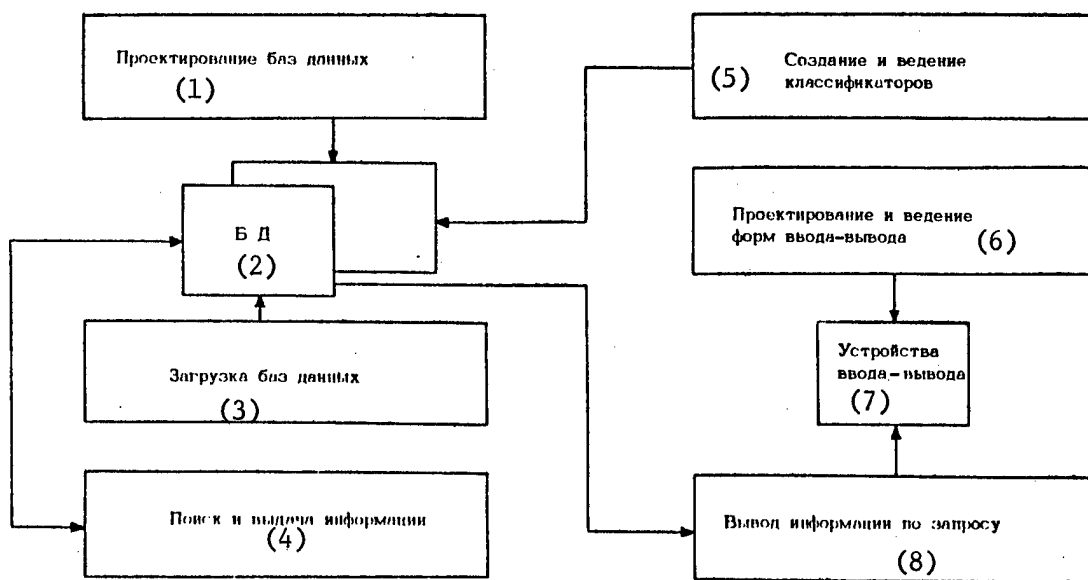 Проектирование баз данных
(1)
Б Д
(2)
Загрузка баз данных
(3)
Поиск и выдача информации
(4)
(5)
Создание и ведение
классификаторов
Проектирование и ведение
форм ввода-вывода
(6)
Устройства
ввода-вывода
(7)
Вывод информации по запросу
(8)